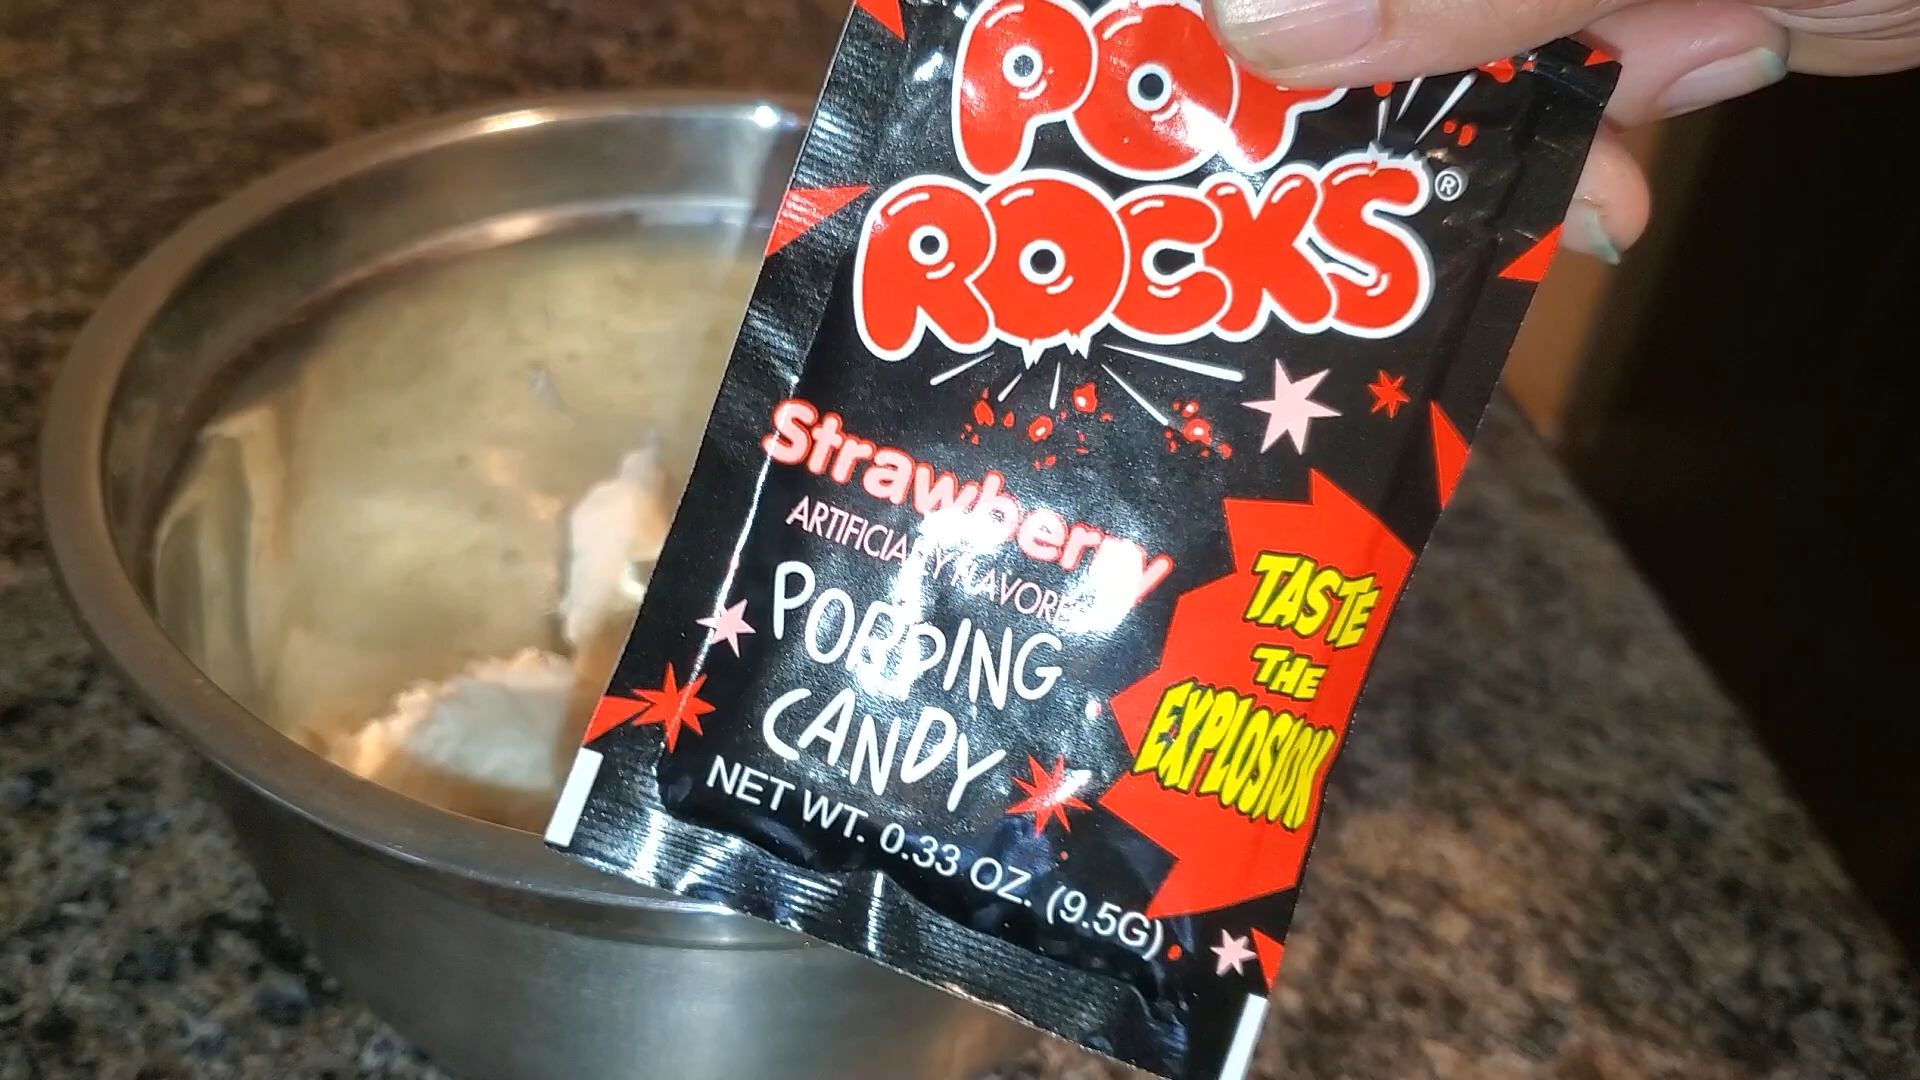 POP
ROCKS®
Strawberry
ARTIFICIALLY FLAVORED
POPPING
CANDY
NET WT. 0.33 OZ. (9.5G)
TASTE
THE
EXPLOSION